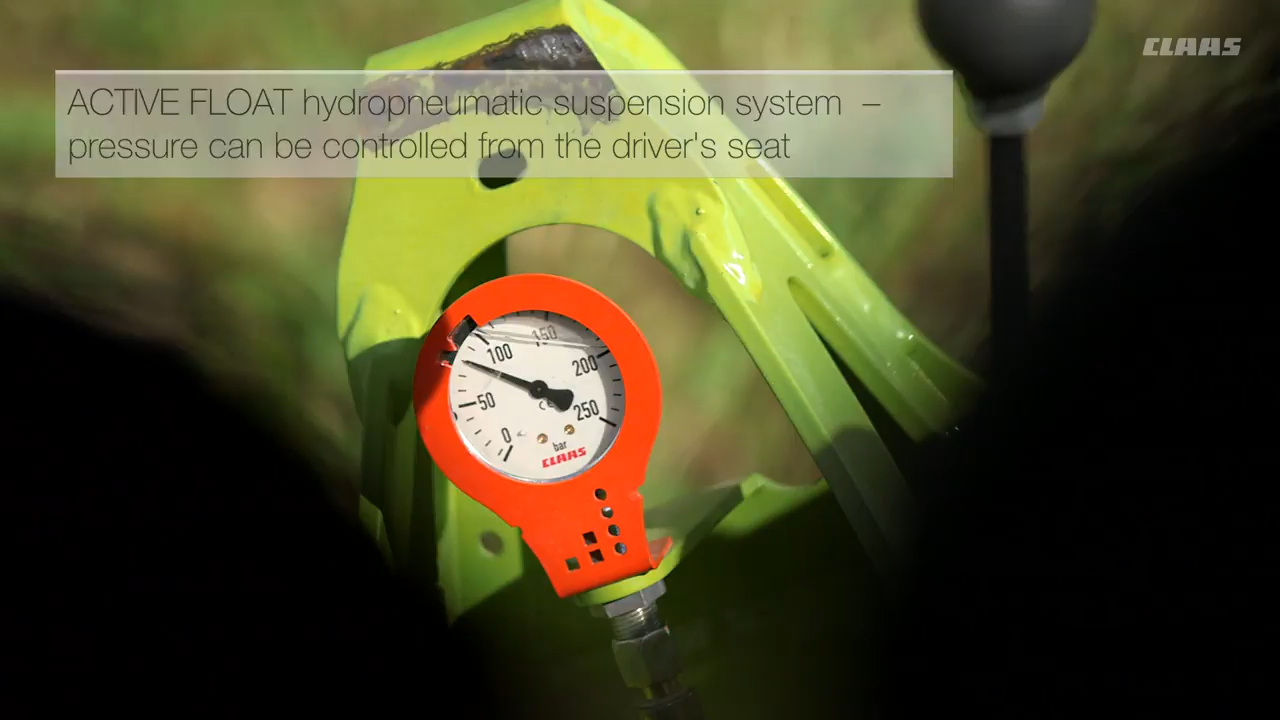 CLAAS
ACTIVE FLOAT hydropneumatic suspension system –
pressure can be controlled from the driver's seat
150
100
200
50
250
0
bar
CLAAS